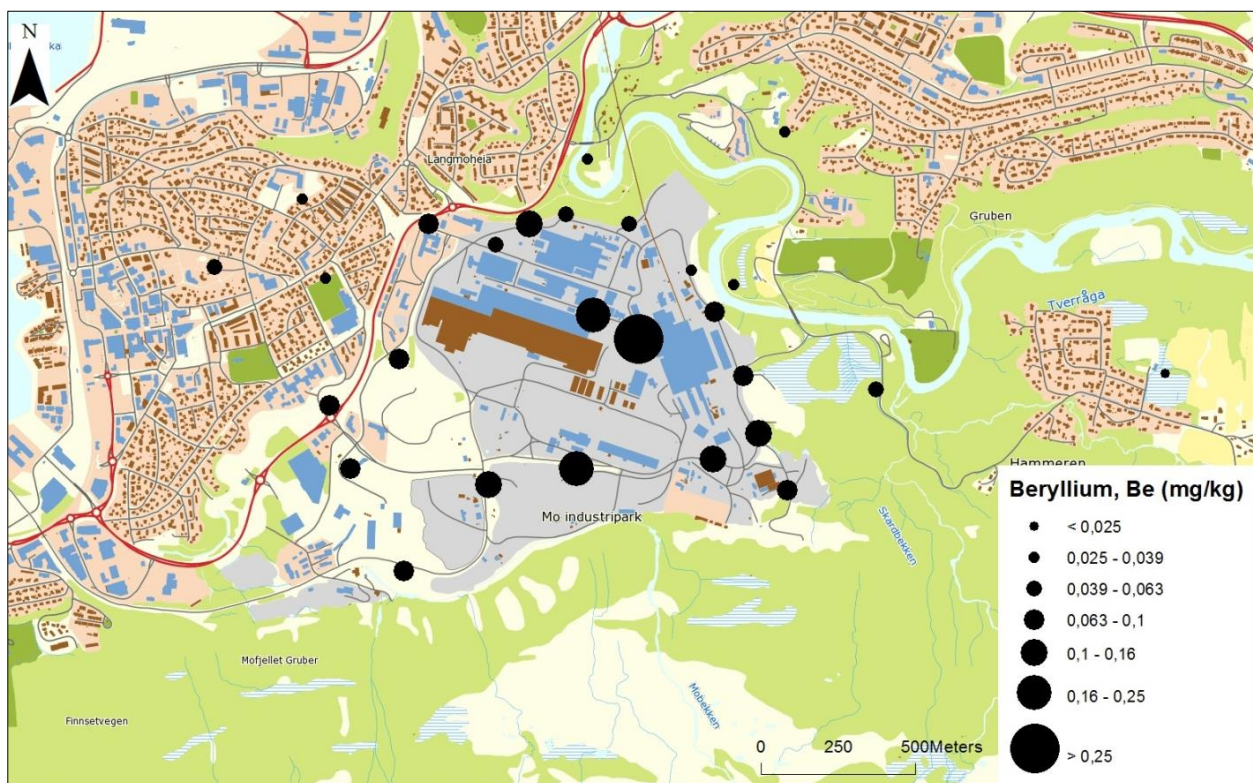 N
Langmoheia
Gruben
Tverråga
Hammeren
Mo industripark
Skardbekken
Mofjellet Gruber
Mobekken
Finnsetvegen
Beryllium, Be (mg/kg)
< 0,025
0,025 - 0,039
0,039 - 0,063
0,063 - 0,1
0,1 - 0,16
0,16 - 0,25
> 0,25
0 250 500Meters